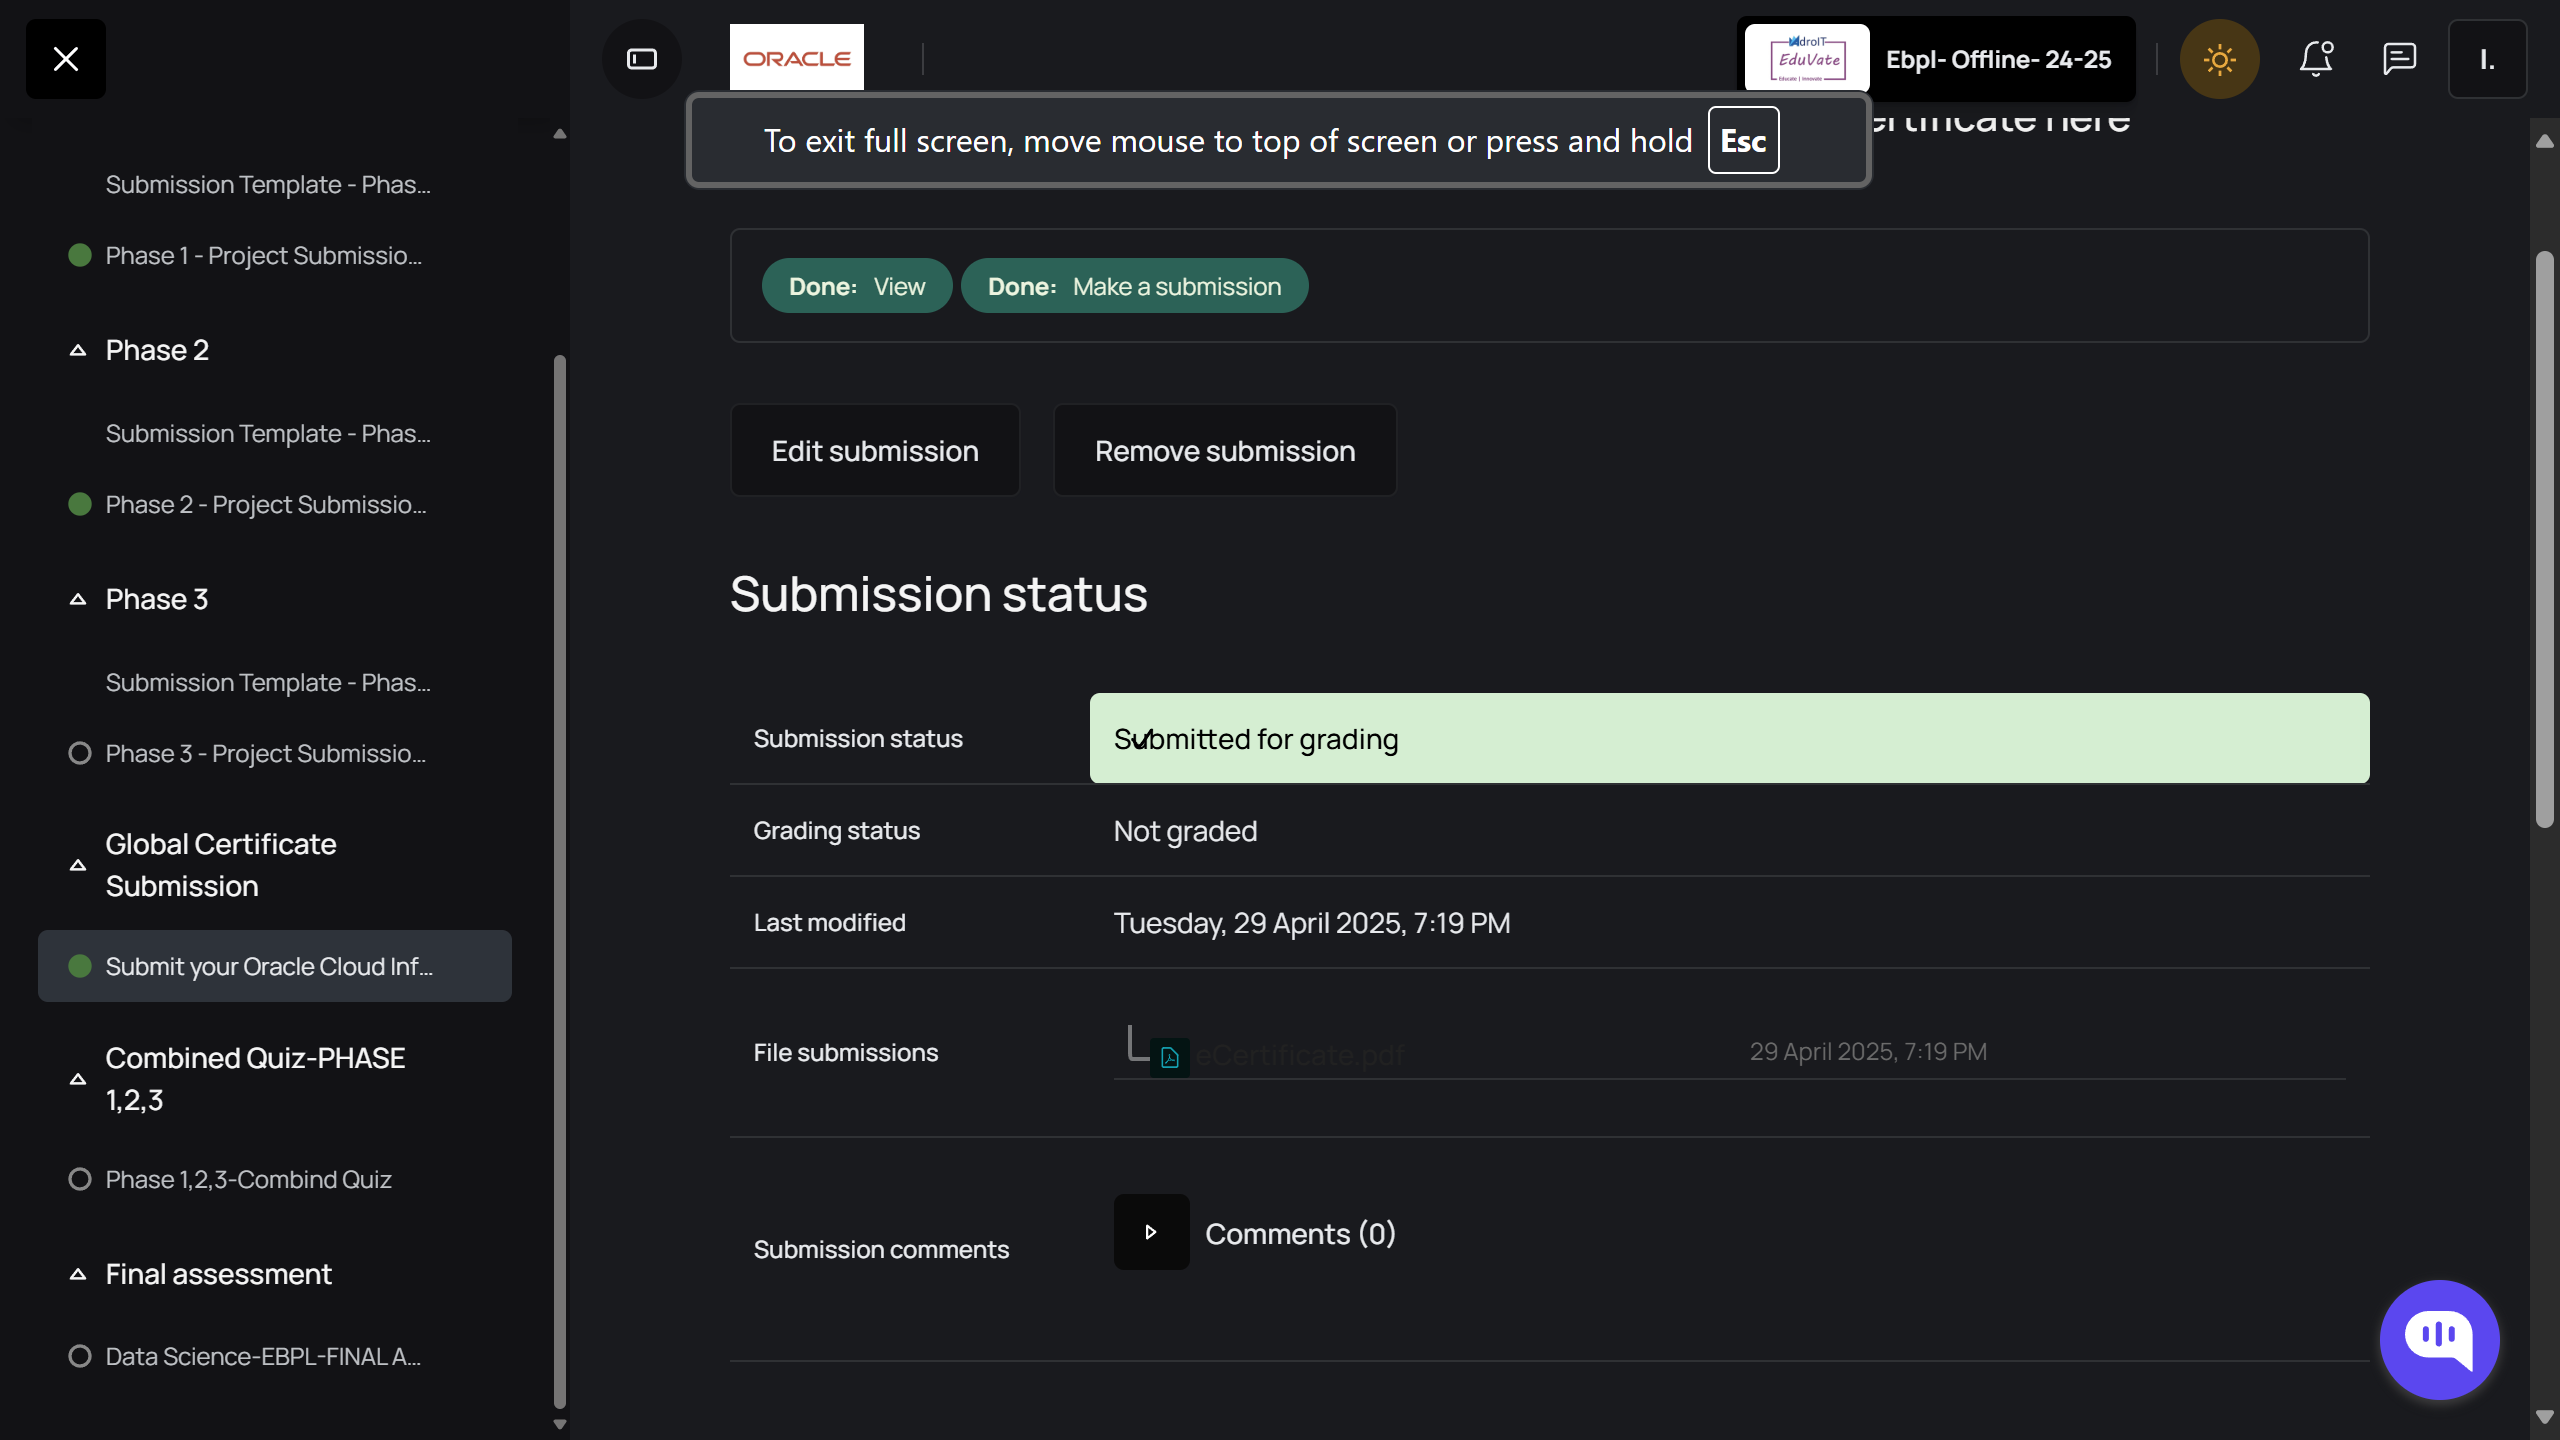 ORACLE
AdroIT
EduVate
Educate | Innovate
Ebpl- Offline- 24-25
I.
To exit full screen, move mouse to top of screen or press and hold Esc
ertificate here
Submission Template - Phas...
Phase 1 - Project Submissio...
Phase 2
Submission Template - Phas...
Phase 2 - Project Submissio...
Phase 3
Submission Template - Phas...
Phase 3 - Project Submissio...
Global Certificate
Submission
Submit your Oracle Cloud Inf...
Combined Quiz-PHASE
1,2,3
Phase 1,2,3-Combind Quiz
Final assessment
Data Science-EBPL-FINAL A...
Done: View
Done: Make a submission
Edit submission
Remove submission
Submission status
Submission status
Submitted for grading
Grading status
Not graded
Last modified
Tuesday, 29 April 2025, 7:19 PM
File submissions
eCertificate.pdf
29 April 2025, 7:19 PM
Submission comments
Comments (0)